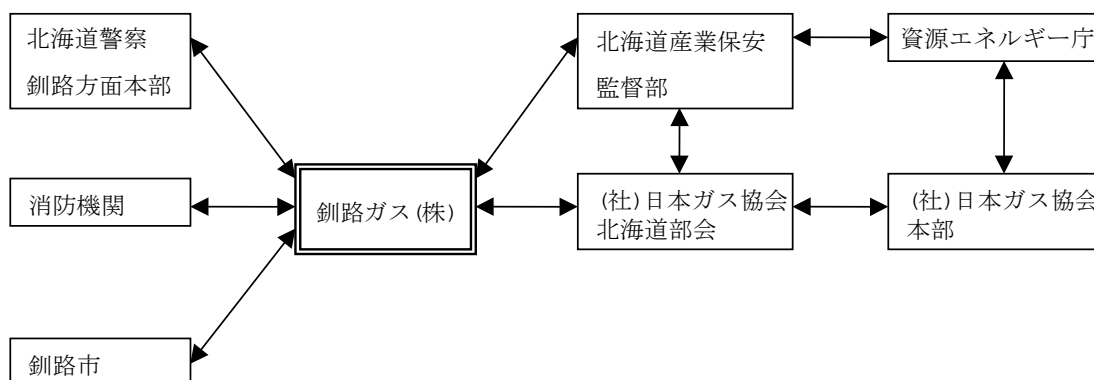 北海道警察
釧路方面本部
北海道産業保安
監督部
資源エネルギー庁
消防機関
釧路ガス(株)
(社)日本ガス協会
北海道部会
(社)日本ガス協会
本部
釧路市